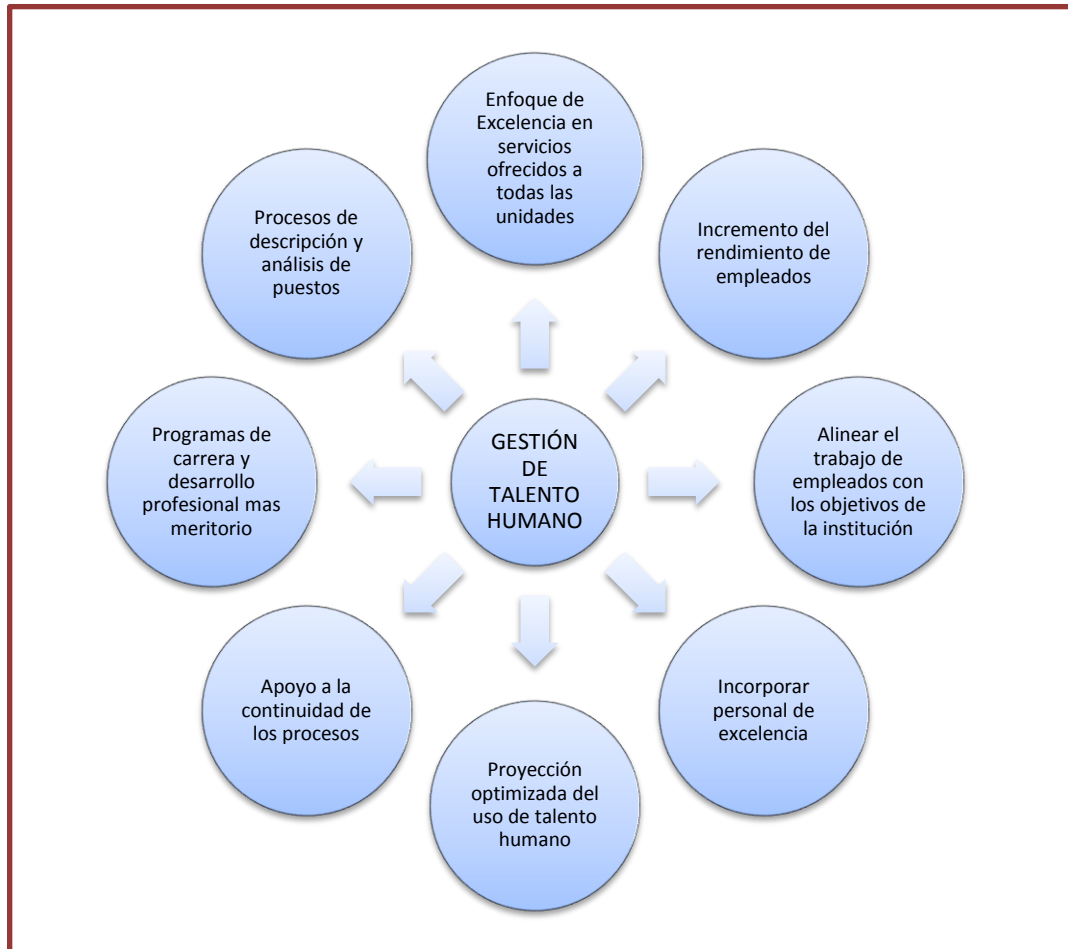 Enfoque de
Excelencia en
servicios
ofrecidos a
todas las
unidades
Incremento del
rendimiento de
empleados
Alinear el
trabajo de
empleados con
los objetivos de
la institución
Incorporar
personal de
excelencia
Proyección
optimizada del
uso de talento
humano
Apoyo a la
continuidad de
los procesos
Programas de
carrera y
desarrollo
profesional mas
meritorio
Procesos de
descripción y
análisis de
puestos
GESTIÓN
DE
TALENTO
HUMANO